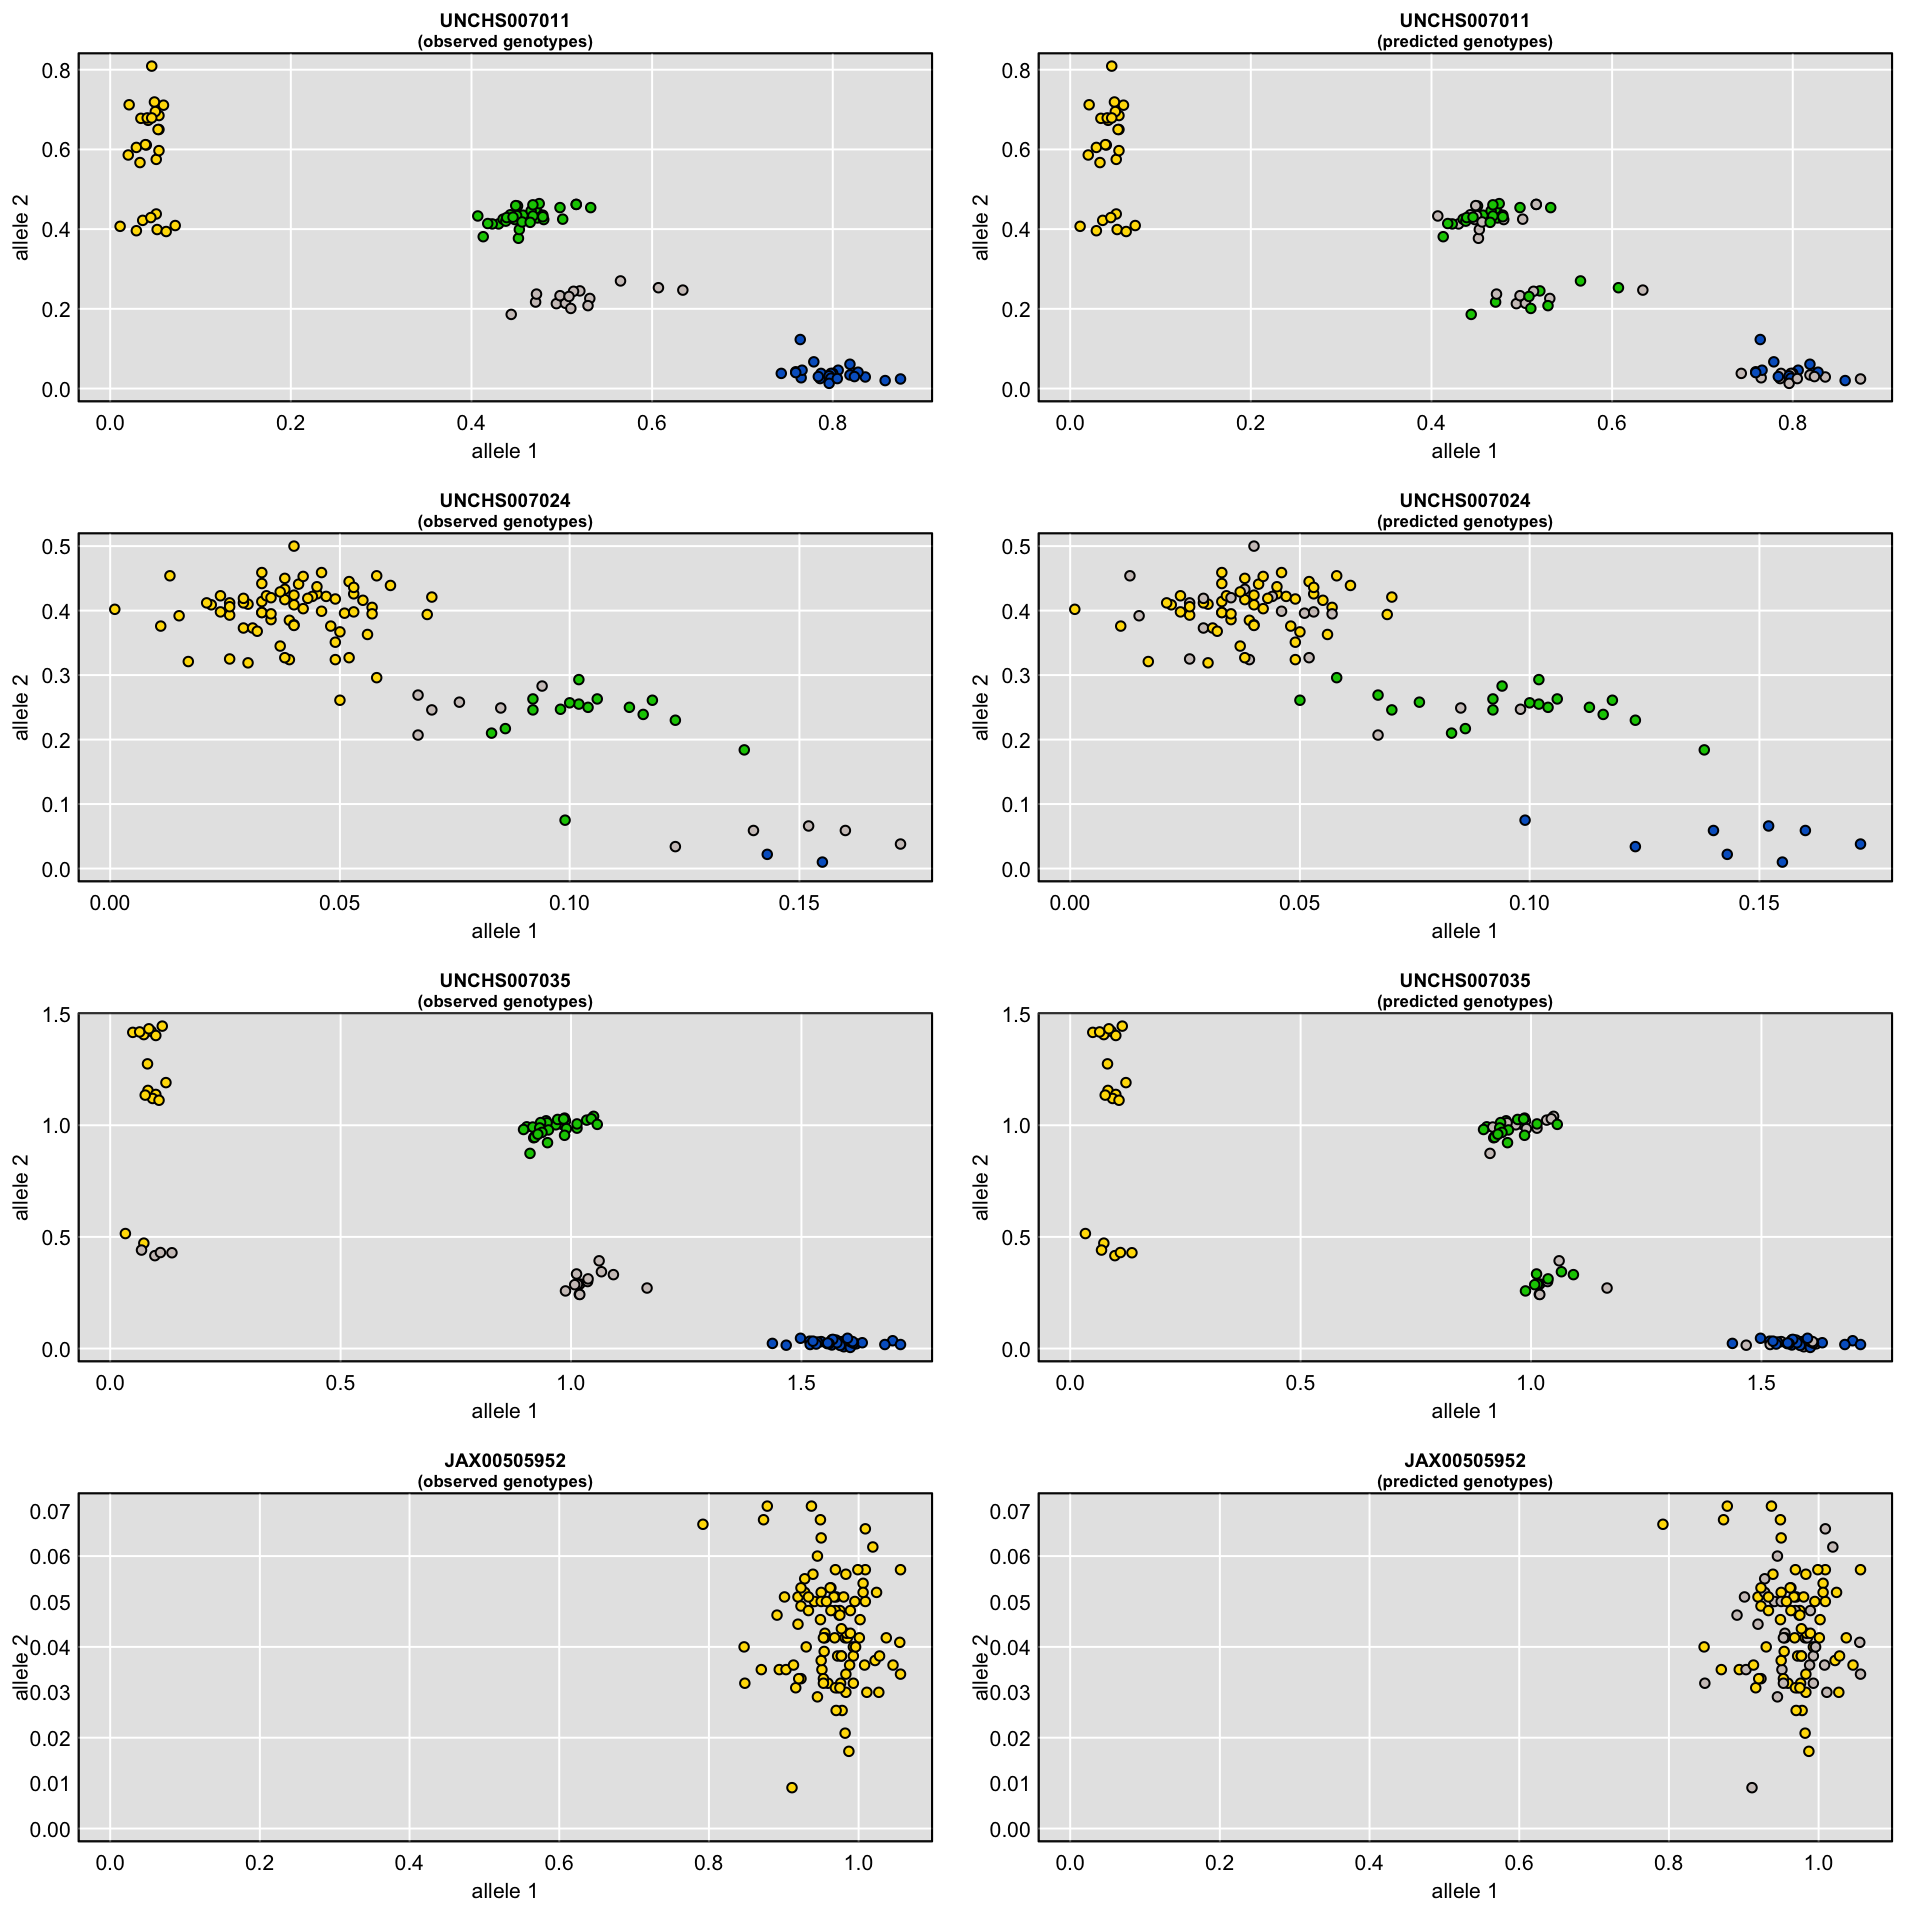 UNCHS007011
(observed genotypes)
0.8
0.6
0.4
0.2
0.0
allele 2
0.0 0.2 0.4 0.6 0.8
allele 1
UNCHS007011
(predicted genotypes)
0.8
0.6
0.4
0.2
0.0
allele 2
0.0 0.2 0.4 0.6 0.8
allele 1
UNCHS007024
(observed genotypes)
0.5
0.4
0.3
0.2
0.1
0.0
allele 2
0.00 0.05 0.10 0.15
allele 1
UNCHS007024
(predicted genotypes)
0.5
0.4
0.3
0.2
0.1
0.0
allele 2
0.00 0.05 0.10 0.15
allele 1
UNCHS007035
(observed genotypes)
1.5
1.0
0.5
0.0
allele 2
0.0 0.5 1.0 1.5
allele 1
UNCHS007035
(predicted genotypes)
1.5
1.0
0.5
0.0
allele 2
0.0 0.5 1.0 1.5
allele 1
JAX00505952
(observed genotypes)
0.07
0.06
0.05
0.04
0.03
0.02
0.01
0.00
allele 2
0.0 0.2 0.4 0.6 0.8 1.0
allele 1
JAX00505952
(predicted genotypes)
0.07
0.06
0.05
0.04
0.03
0.02
0.01
0.00
allele 2
0.0 0.2 0.4 0.6 0.8 1.0
allele 1